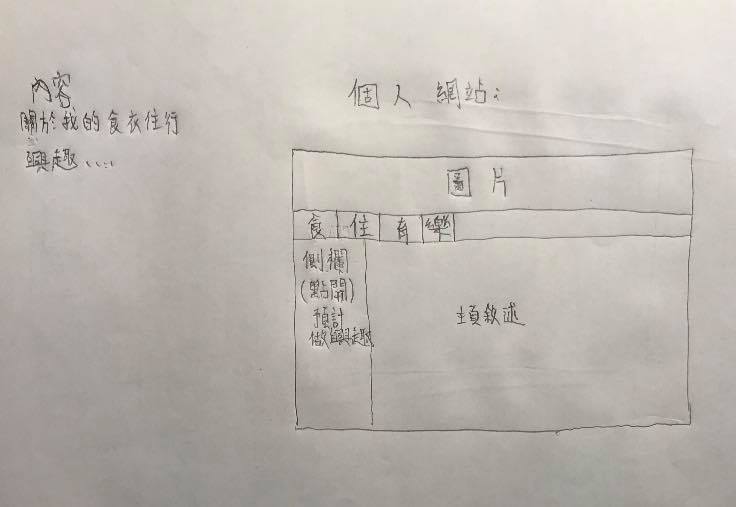 內容
關於我的食衣住行
興趣....
個人網站:
圖片
食 住 有 樂
側欄
(點開)
預計
做興趣
主頁敘述